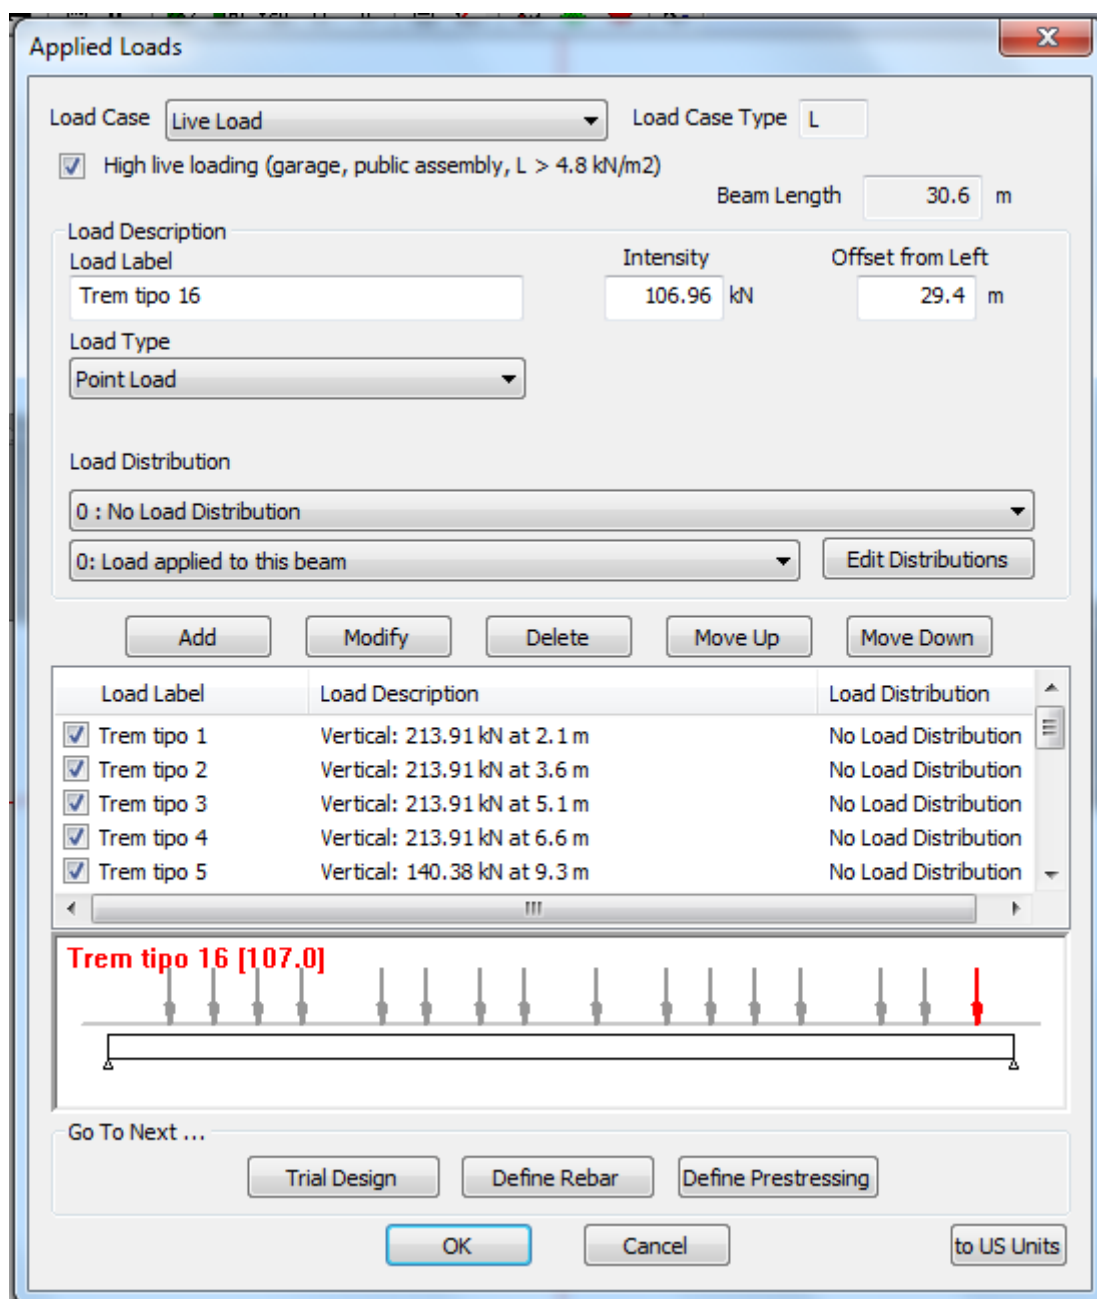 Applied Loads
Load Case Live Load Load Case Type L
High live loading (garage, public assembly, L > 4.8 kN/m2)
Beam Length 30.6 m
Load Description
Load Label Intensity Offset from Left
Trem tipo 16 106.96 kN 29.4 m
Load Type
Point Load
Load Distribution
0 : No Load Distribution
0: Load applied to this beam Edit Distributions
Add Modify Delete Move Up Move Down
Load Label Load Description Load Distribution
Trem tipo 1 Vertical: 213.91 kN at 2.1 m No Load Distribution
Trem tipo 2 Vertical: 213.91 kN at 3.6 m No Load Distribution
Trem tipo 3 Vertical: 213.91 kN at 5.1 m No Load Distribution
Trem tipo 4 Vertical: 213.91 kN at 6.6 m No Load Distribution
Trem tipo 5 Vertical: 140.38 kN at 9.3 m No Load Distribution
Trem tipo 16 [107.0]
Go To Next ...
Trial Design Define Rebar Define Prestressing
OK Cancel to US Units